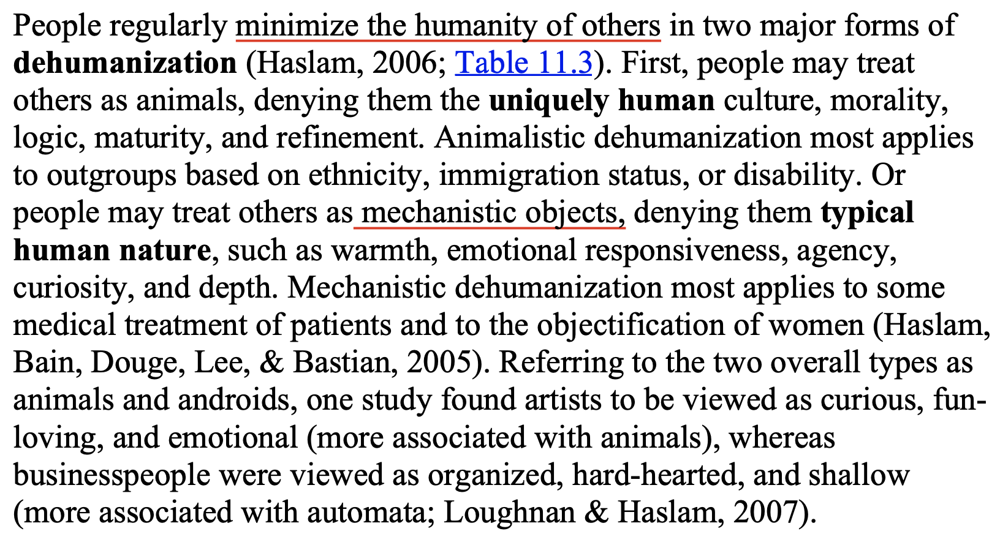 People regularly minimize the humanity of others in two major forms of
dehumanization (Haslam, 2006; Table 11.3). First, people may treat
others as animals, denying them the uniquely human culture, morality,
logic, maturity, and refinement. Animalistic dehumanization most applies
to outgroups based on ethnicity, immigration status, or disability. Or
people may treat others as mechanistic objects, denying them typical
human nature, such as warmth, emotional responsiveness, agency,
curiosity, and depth. Mechanistic dehumanization most applies to some
medical treatment of patients and to the objectification of women (Haslam,
Bain, Douge, Lee, & Bastian, 2005). Referring to the two overall types as
animals and androids, one study found artists to be viewed as curious, fun-
loving, and emotional (more associated with animals), whereas
businesspeople were viewed as organized, hard-hearted, and shallow
(more associated with automata; Loughnan & Haslam, 2007).